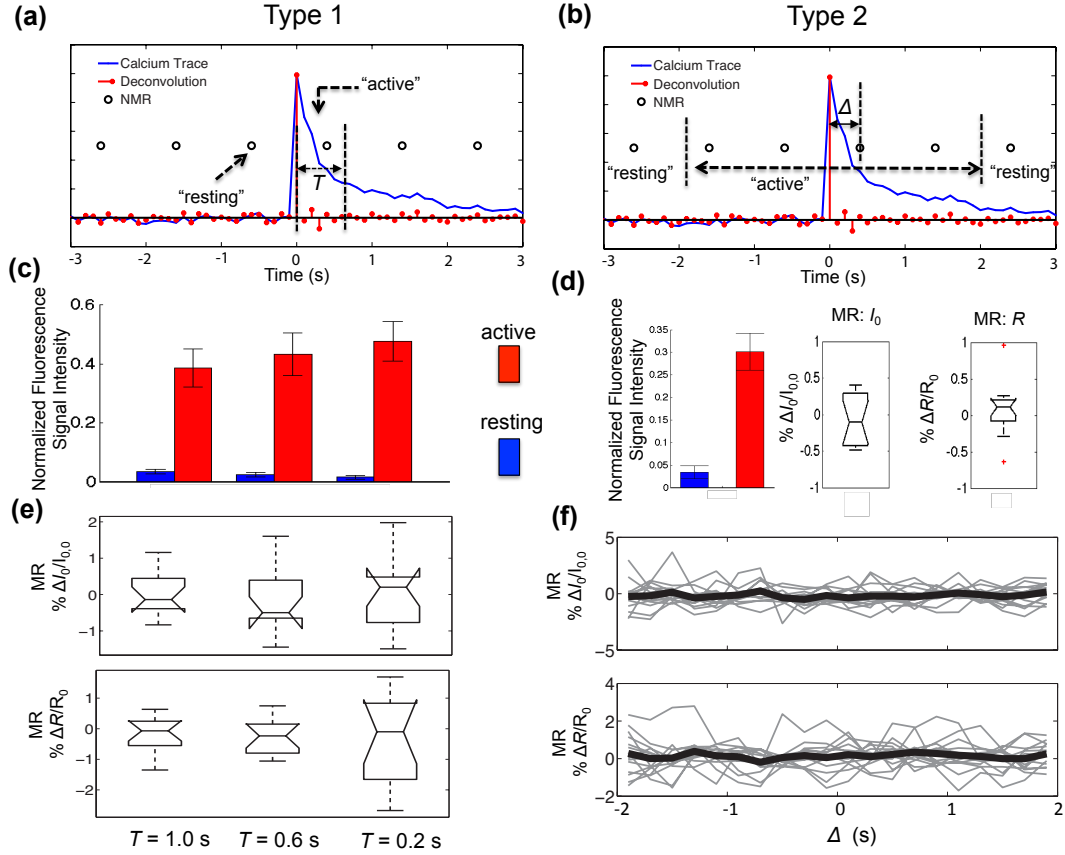 (a)
Type 1
Calcium Trace
Deconvolution
NMR
"active"
"resting"
T
-3
-2
-1
0
1
2
3
Time (s)
(b)
Type 2
Calcium Trace
Deconvolution
NMR
Δ
"resting"
"active"
"resting"
-3
-2
-1
0
1
2
3
Time (s)
(c)
Normalized Fluorescence
Signal Intensity
0.6
0.4
0.2
0
active
resting
(d)
Normalized Fluorescence
Signal Intensity
0.35
0.3
0.25
0.2
0.15
0.1
0.05
0
MR: I0
% ΔI0/I0,0
1
0.5
0
-0.5
-1
MR: R
% ΔR/R0
1
0.5
0
-0.5
-1
(e)
MR
% ΔI0/I0,0
2
1
0
−1
MR
% ΔR/R0
1
0
−1
−2
T = 1.0 s
T = 0.6 s
T = 0.2 s
(f)
MR
% ΔI0/I0,0
5
0
−5
MR
% ΔR/R0
4
2
0
−2
-2
-1
0
1
2
Δ (s)